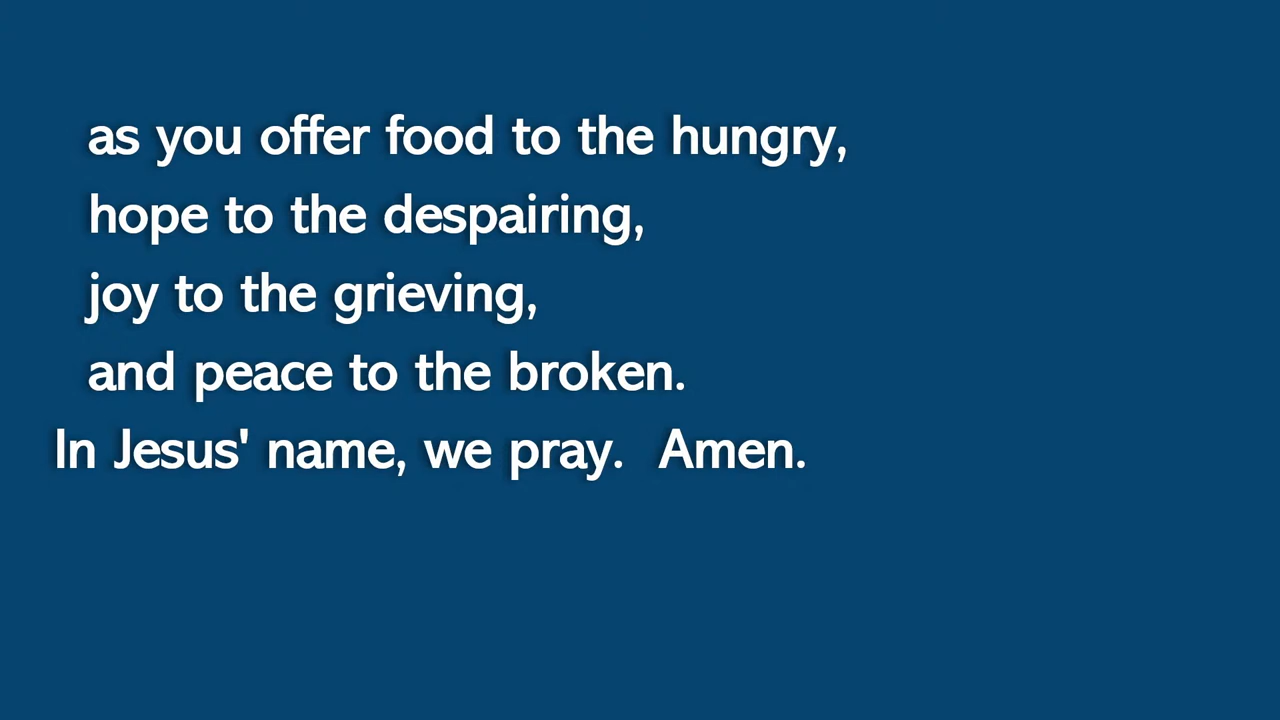 as you offer food to the hungry,
hope to the despairing,
joy to the grieving,
and peace to the broken.
In Jesus' name, we pray.  Amen.